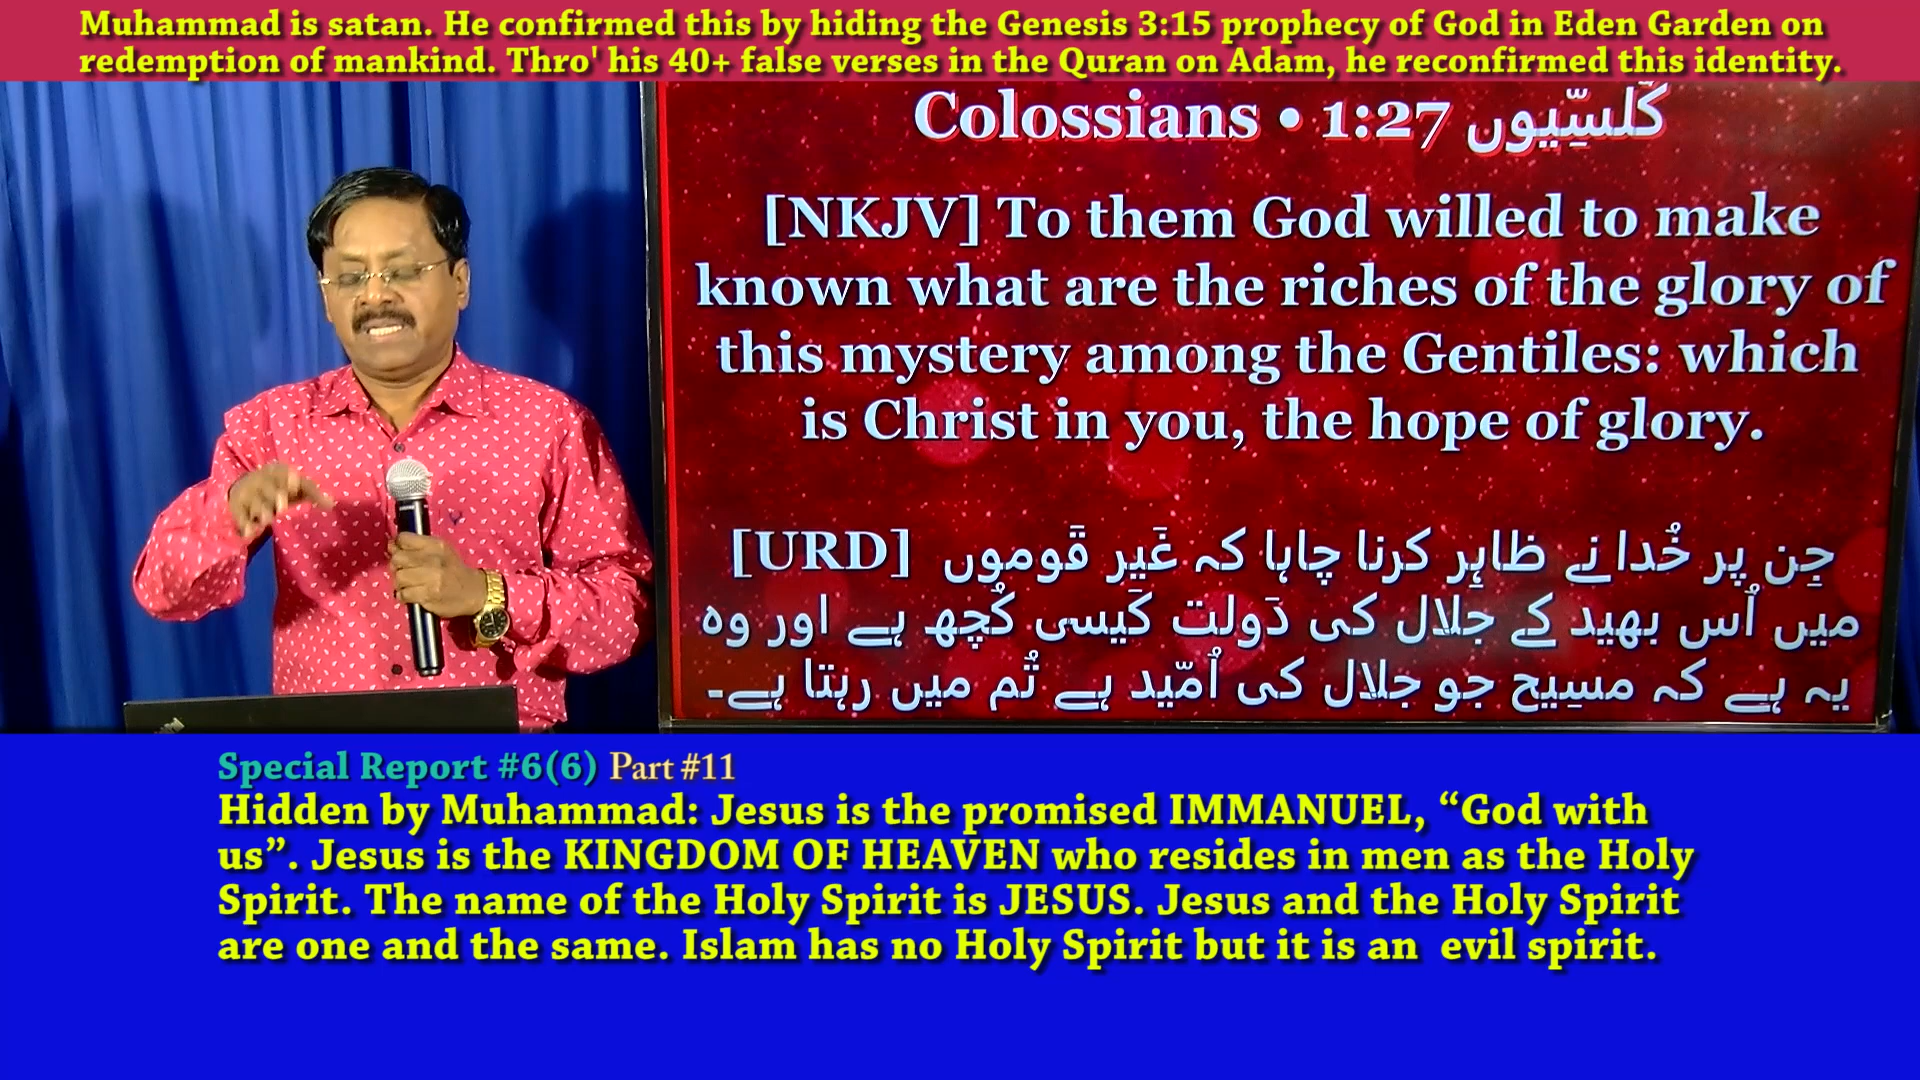 Muhammad is satan. He confirmed this by hiding the Genesis 3:15 prophecy of God in Eden Garden on
redemption of mankind. Thro' his 40+ false verses in the Quran on Adam, he reconfirmed this identity.
Colossians • 1:27 کُلسِّیوں
[NKJV] To them God willed to make
known what are the riches of the glory of
this mystery among the Gentiles: which
is Christ in you, the hope of glory.
[URD] جِن پر خُدا نے ظاہِر کرنا چاہا کہ غَیر قَوموں
میں اُس بھید کے جلال کی دَولت کَیسی کُچھ ہے اور وہ
یہ ہے کہ مسِیح جو جلال کی اُمّید ہے تُم میں رہتا ہے۔
Special Report #6(6) Part #11
Hidden by Muhammad: Jesus is the promised IMMANUEL, “God with
us”. Jesus is the KINGDOM OF HEAVEN who resides in men as the Holy
Spirit. The name of the Holy Spirit is JESUS. Jesus and the Holy Spirit
are one and the same. Islam has no Holy Spirit but it is an  evil spirit.